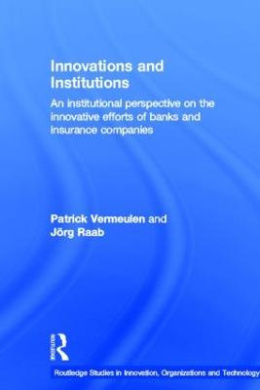 Innovations and
Institutions
An institutional perspective on the
innovative efforts of banks and
insurance companies
Patrick Vermeulen and
Jörg Raab
Routledge Studies in Innovation, Organizations and Technology